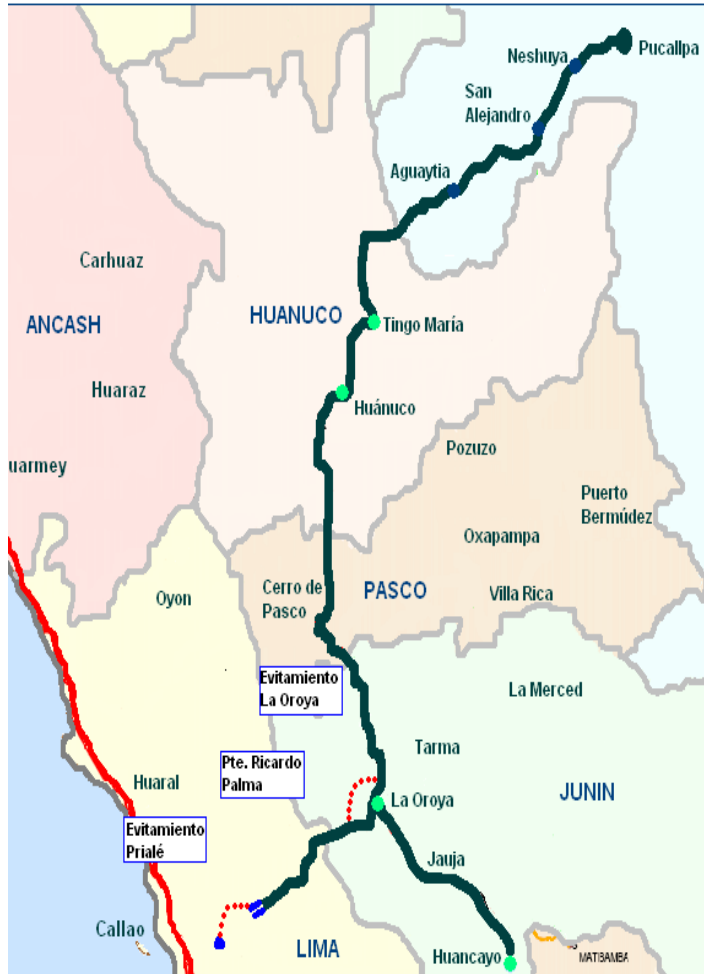 Pucallpa
Neshuya
San
Alejandro
Aguaytia
Carhuaz
HUANUCO
ANCASH
Tingo María
Huaraz
Huánuco
Pozuzo
uarmey
Puerto
Bermúdez
Oxapampa
Cerro de
Pasco
PASCO
Villa Rica
Oyon
Evitamiento
La Oroya
La Merced
Tarma
Pte. Ricardo
Palma
Huaral
La Oroya
JUNIN
Evitamiento
Prialé
Jauja
Callao
LIMA
Huancayo
MATIBAMBA